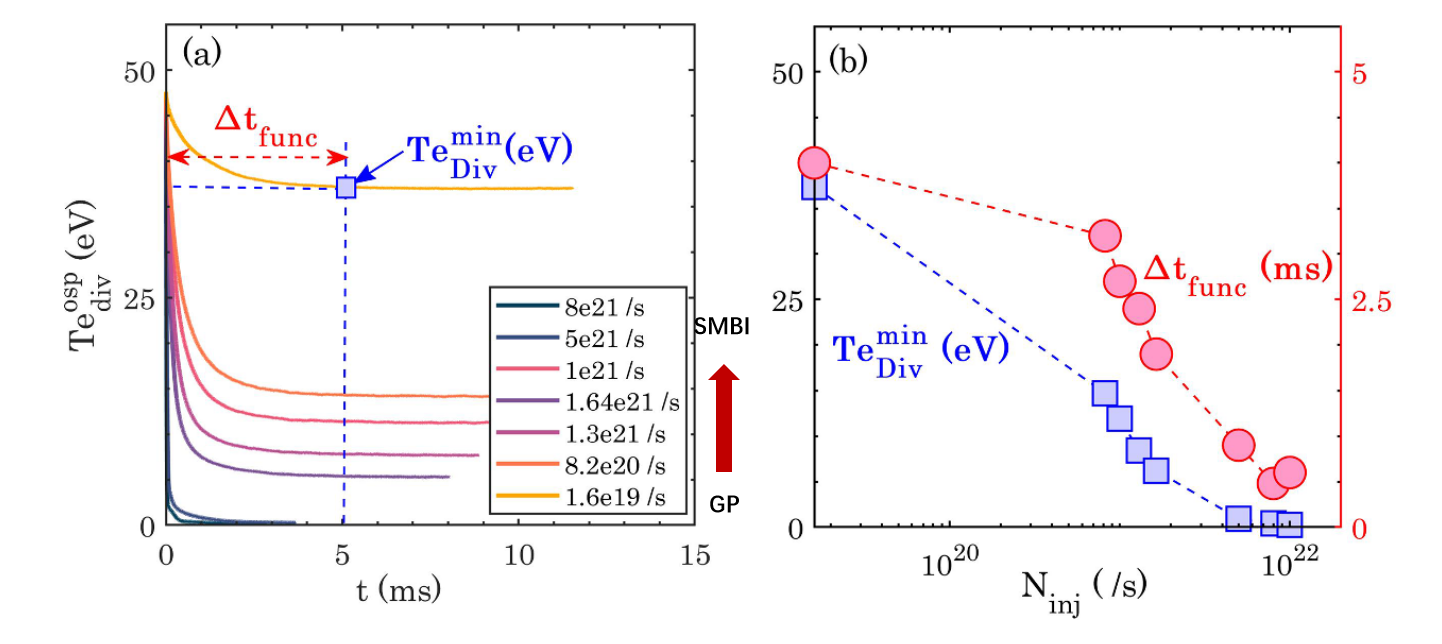 (a)
50
25
0
0
5
10
15
t (ms)
Te_div^osp (eV)
Δt_func
Te_Div^min(eV)
8e21 /s
5e21 /s
1e21 /s
1.64e21 /s
1.3e21 /s
8.2e20 /s
1.6e19 /s
SMBI
GP
(b)
50
25
0
5
2.5
0
10^20
10^22
N_inj ( /s)
Δt_func (ms)
Te_Div^min (eV)